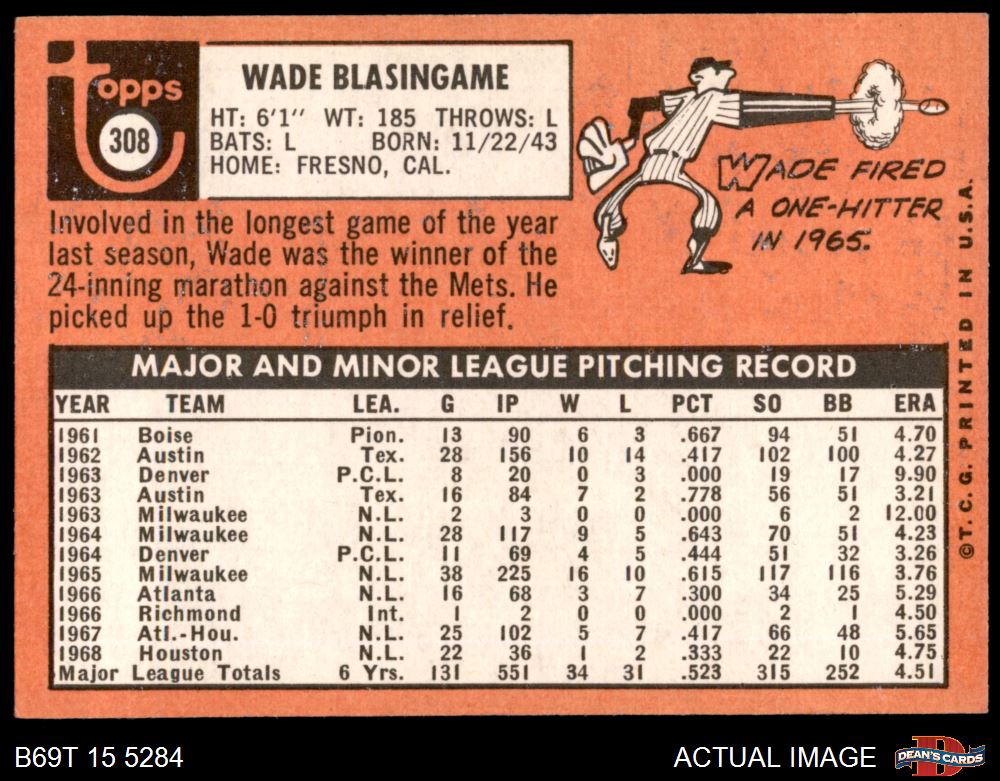 Topps
308
WADE BLASINGAME
HT: 6'1" WT: 185 THROWS: L
BATS: L BORN: 11/22/43
HOME: FRESNO, CAL.
WADE FIRED
A ONE-HITTER
IN 1965.
Involved in the longest game of the year
last season, Wade was the winner of the
24-inning marathon against the Mets. He
picked up the 1-0 triumph in relief.
MAJOR AND MINOR LEAGUE PITCHING RECORD
YEAR TEAM LEA. G IP W L PCT SO BB ERA
1961 Boise Pion. 13 90 6 3 .667 94 51 4.70
1962 Austin Tex. 28 156 10 14 .417 102 100 4.27
1963 Denver P.C.L. 8 20 0 3 .000 19 17 9.90
1963 Austin Tex. 16 84 7 2 .778 56 51 3.21
1963 Milwaukee N.L. 2 3 0 0 .000 6 2 12.00
1964 Milwaukee N.L. 28 117 9 5 .643 70 51 4.23
1964 Denver P.C.L. 11 69 4 5 .444 51 32 3.26
1965 Milwaukee N.L. 38 225 16 10 .615 117 116 3.76
1966 Atlanta N.L. 16 68 3 7 .300 34 25 5.29
1966 Richmond Int. 1 2 0 0 .000 2 1 4.50
1967 Atl.-Hou. N.L. 25 102 5 7 .417 66 48 5.65
1968 Houston N.L. 22 36 1 2 .333 22 10 4.75
Major League Totals 6 Yrs. 131 551 34 31 .523 315 252 4.51
©T.C.G. PRINTED IN U.S.A.
B69T 15 5284
ACTUAL IMAGE
D
DEAN'S CARDS